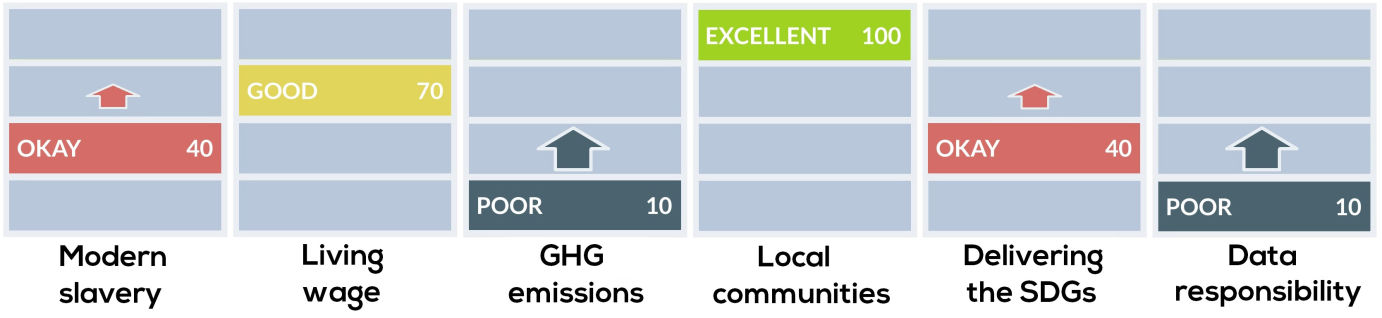 OKAY 40
GOOD 70
POOR 10
EXCELLENT 100
OKAY 40
POOR 10
Modern
slavery
Living
wage
GHG
emissions
Local
communities
Delivering
the SDGs
Data
responsibility